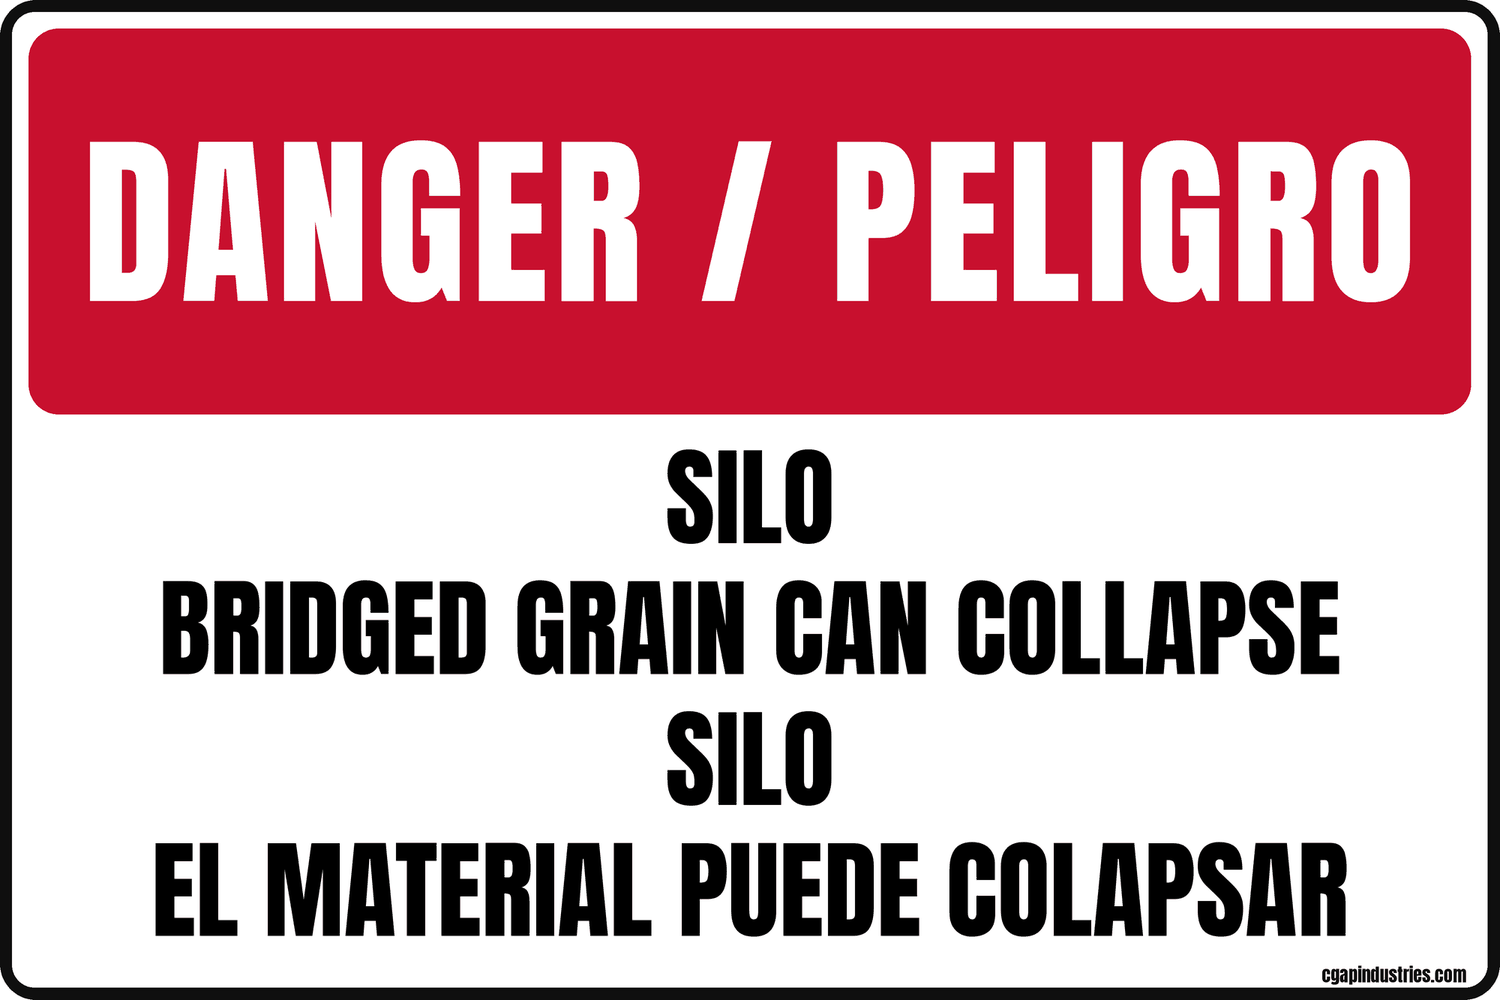 DANGER / PELIGRO
SILO
BRIDGED GRAIN CAN COLLAPSE
SILO
EL MATERIAL PUEDE COLAPSAR
cgapindustries.com